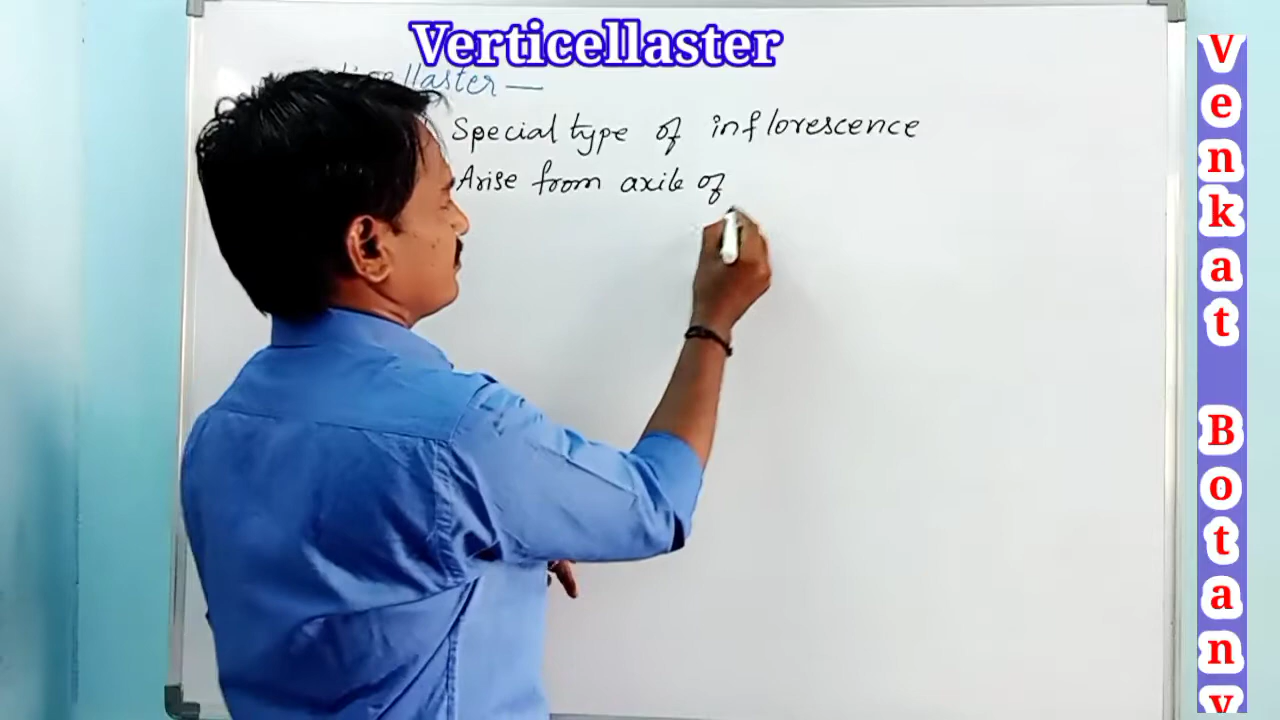 Verticellaster
Special type of inflorescence
Arise from axile of
Venkat Botany